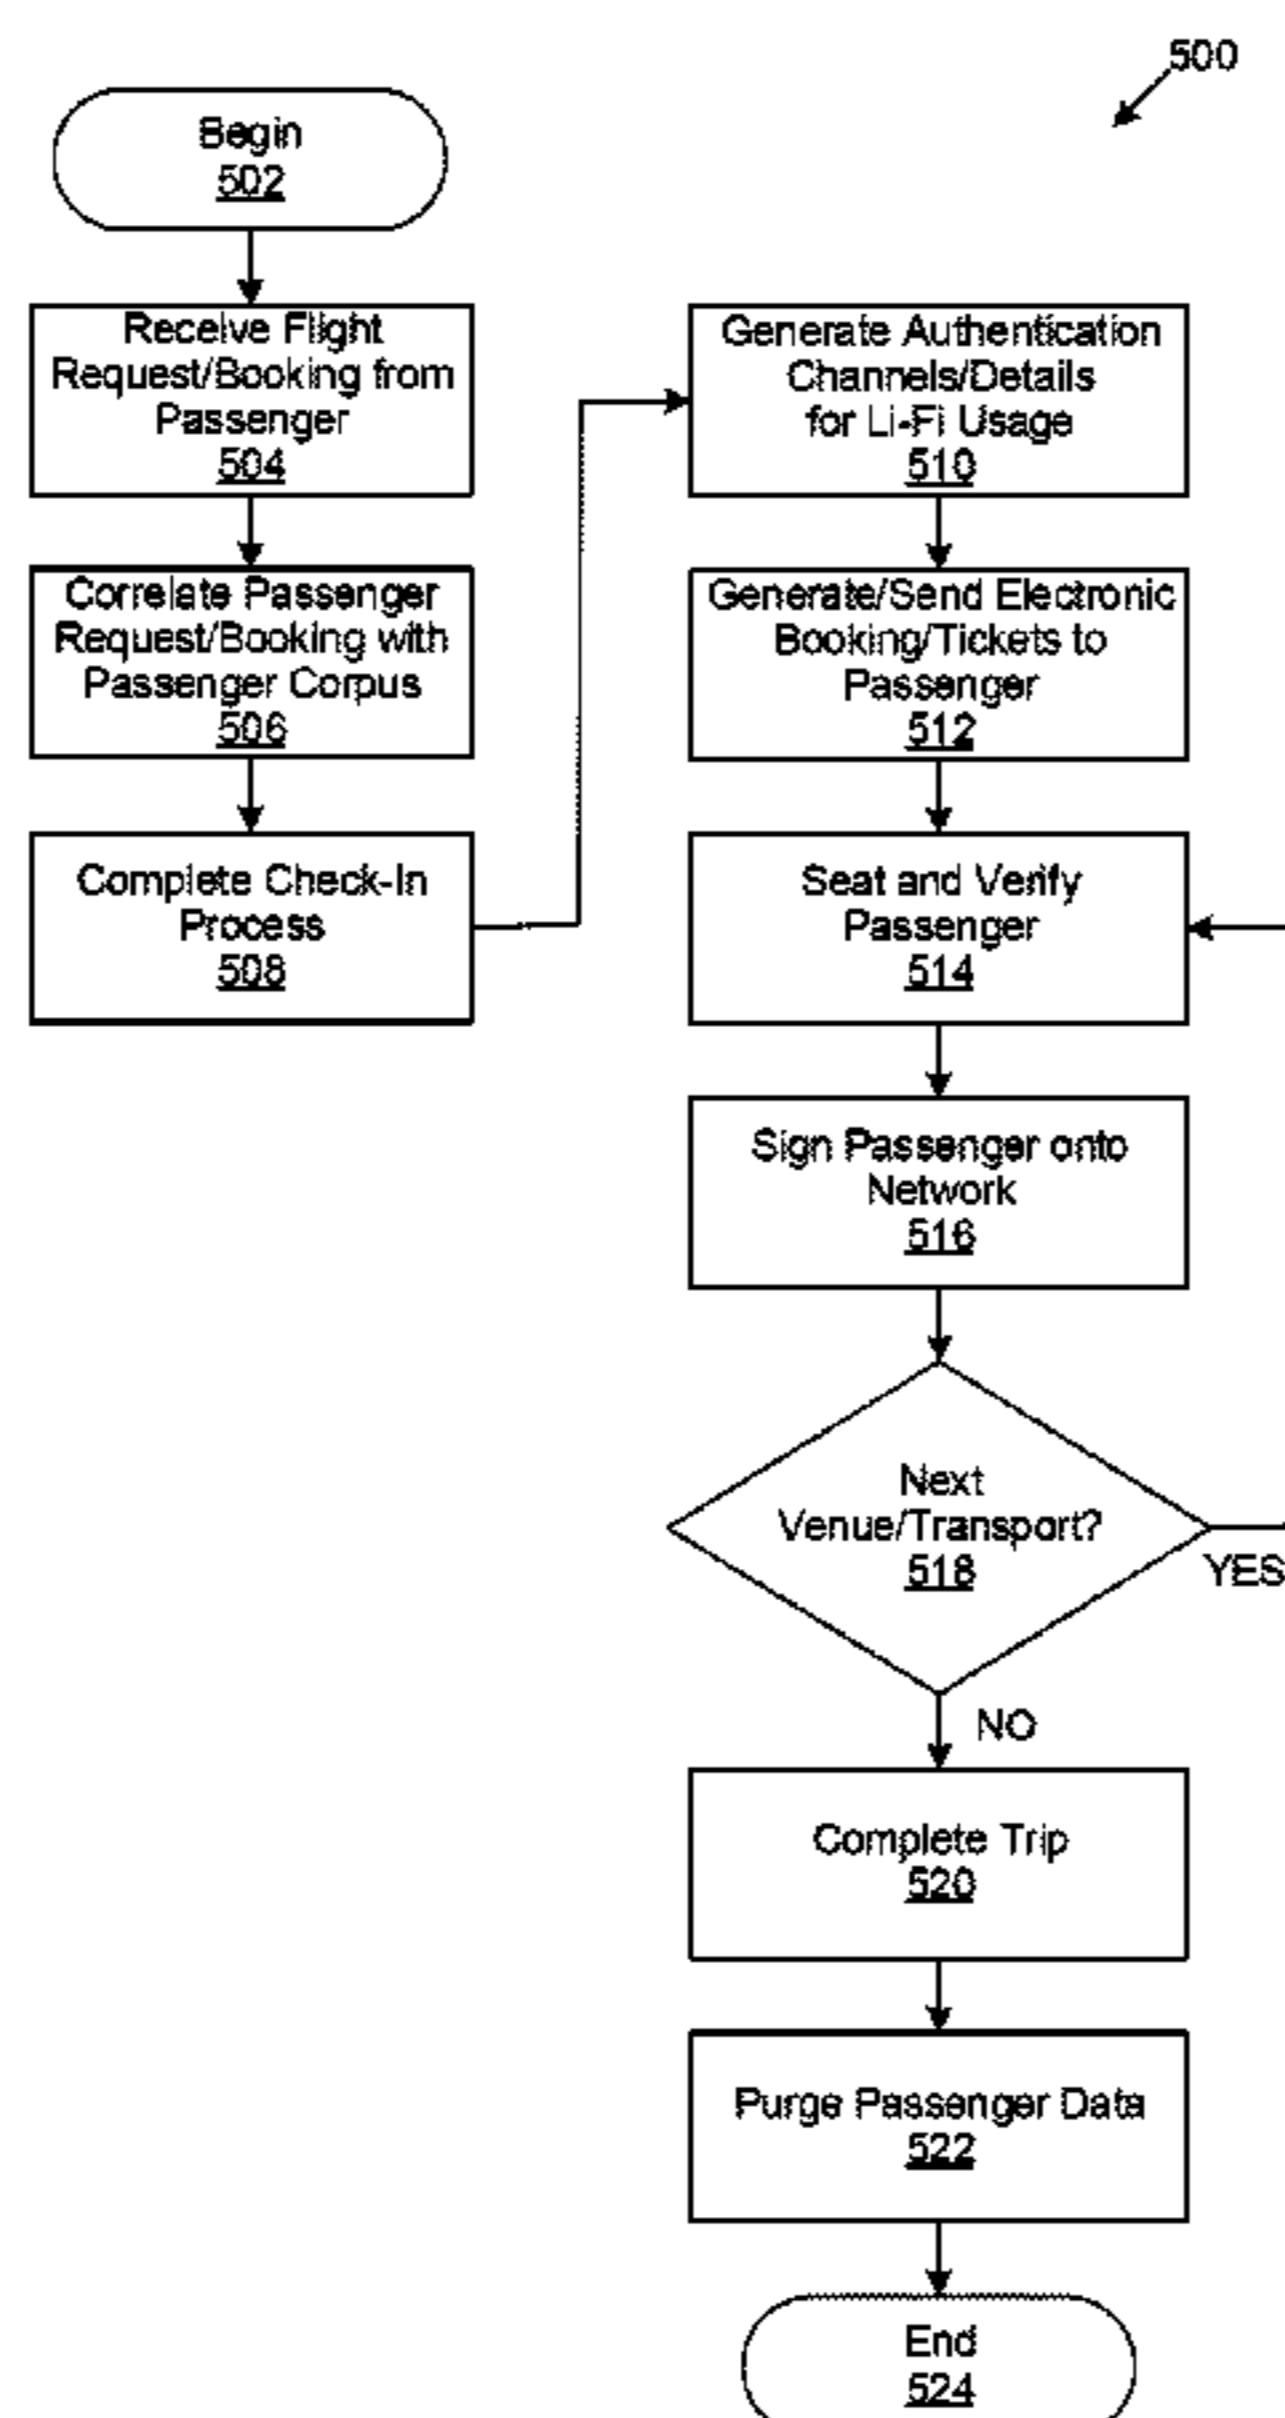 500
Begin
502
Receive Flight
Request/Booking from
Passenger
504
Correlate Passenger
Request/Booking with
Passenger Corpus
506
Complete Check-In
Process
508
Generate Authentication
Channels/Details
for Li-Fi Usage
510
Generate/Send Electronic
Booking/Tickets to
Passenger
512
Seat and Verify
Passenger
514
Sign Passenger onto
Network
516
Next
Venue/Transport?
518
YES
NO
Complete Trip
520
Purge Passenger Data
522
End
524